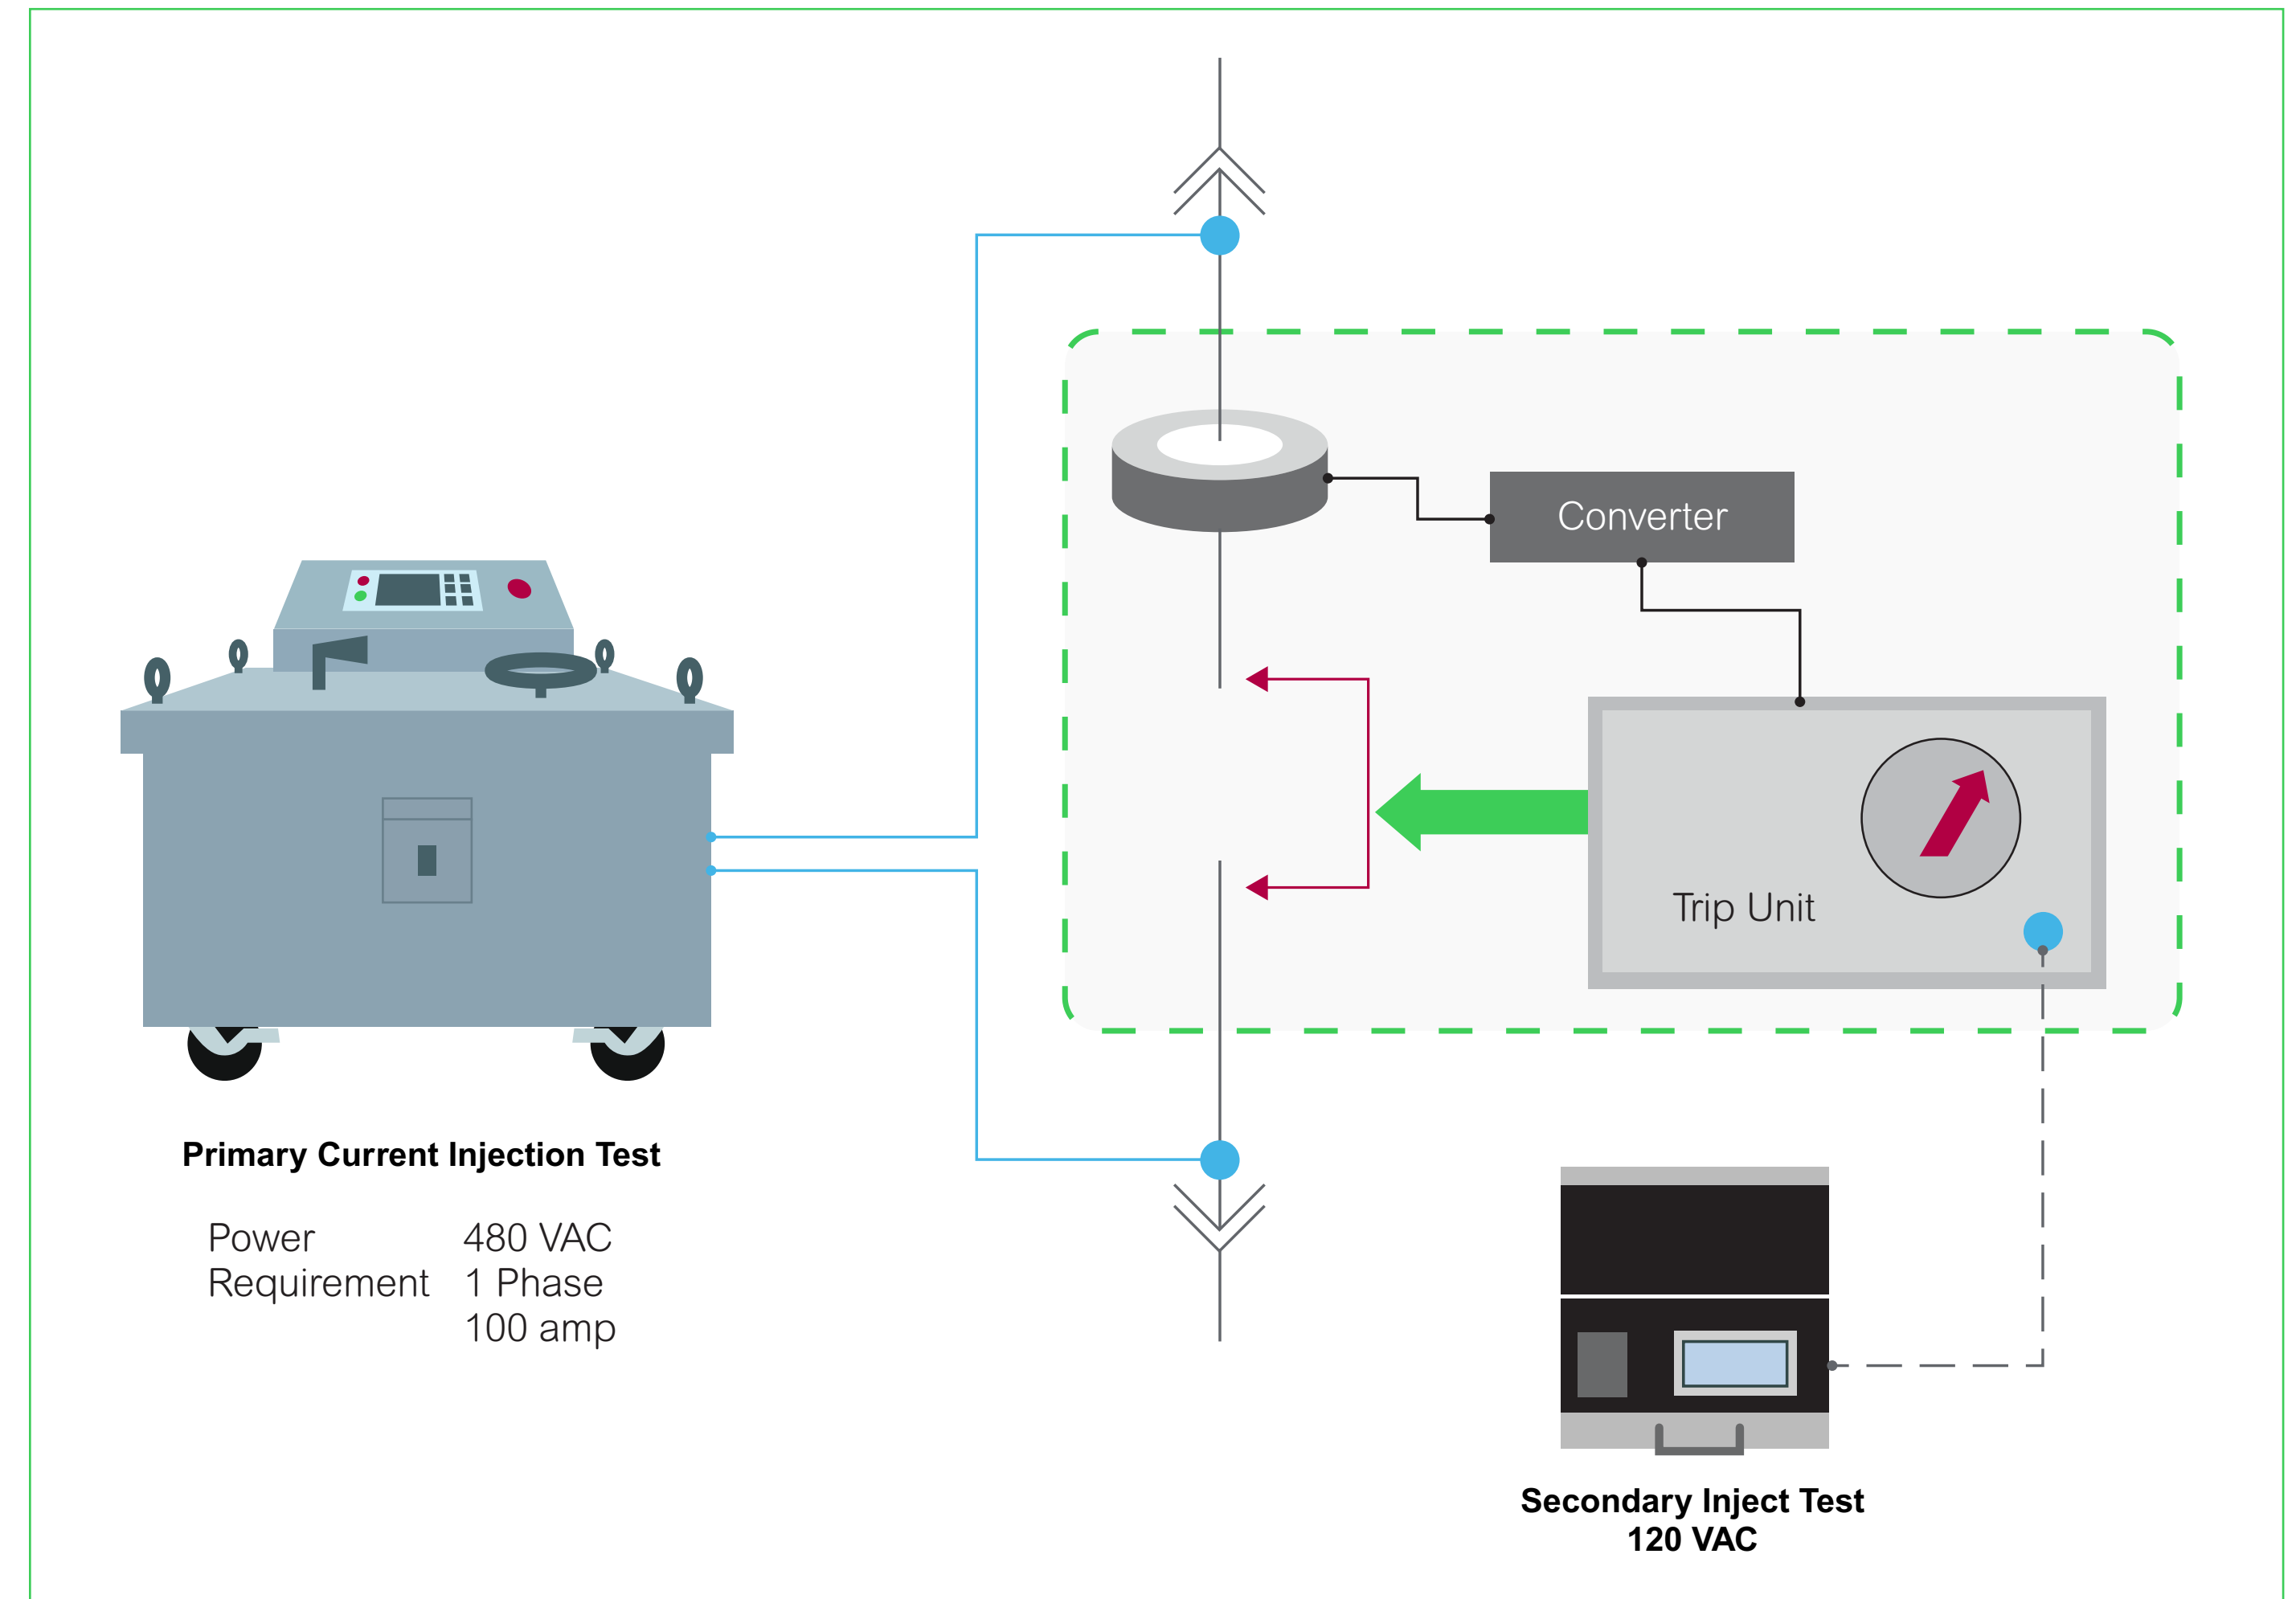 Converter
Trip Unit
Primary Current Injection Test
Power 480 VAC
Requirement 1 Phase
100 amp
Secondary Inject Test
120 VAC